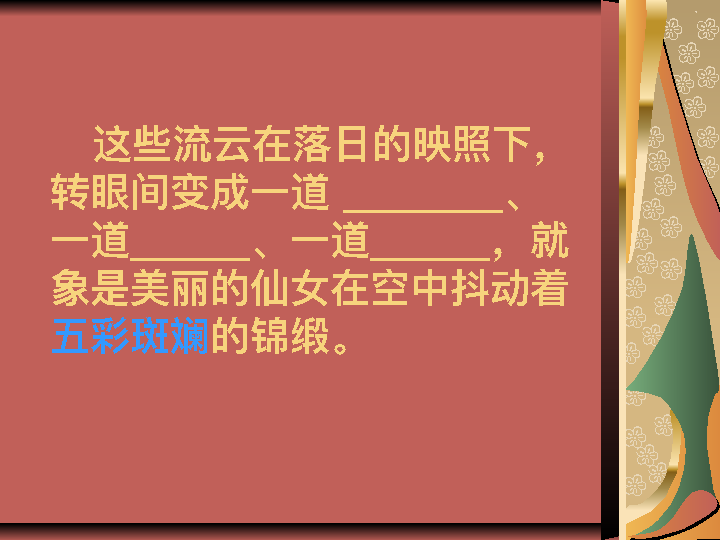 这些流云在落日的映照下，
转眼间变成一道 ________、
一道______、一道______，就
象是美丽的仙女在空中抖动着
五彩斑斓的锦缎。